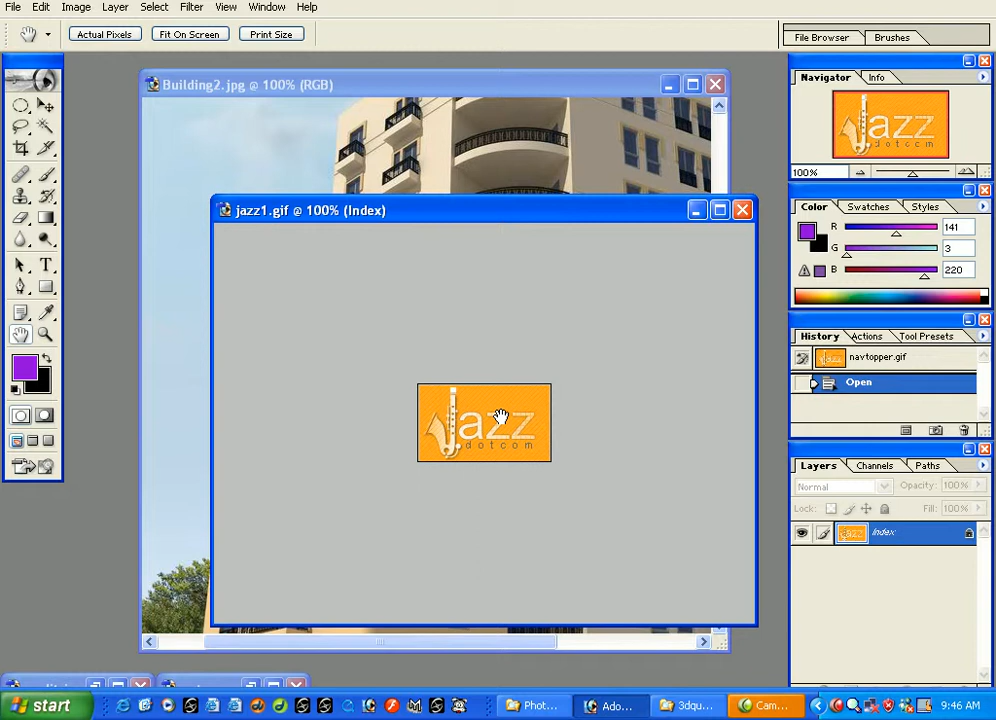 File Edit Image Layer Select Filter View Window Help
Actual Pixels Fit On Screen Print Size File Browser Brushes
Building2.jpg @ 100% (RGB)
Navigator Info
jazz
dotcom
100%
jazz1.gif @ 100% (Index)
Color Swatches Styles
R 141
G 3
B 220
History Actions Tool Presets
navtopper.gif
Open
jazz
dotcom
Layers Channels Paths
Normal Opacity: 100%
Lock: Fill: 100%
Index
start Phot... Ado... 3dqu... Cam... 9:46 AM